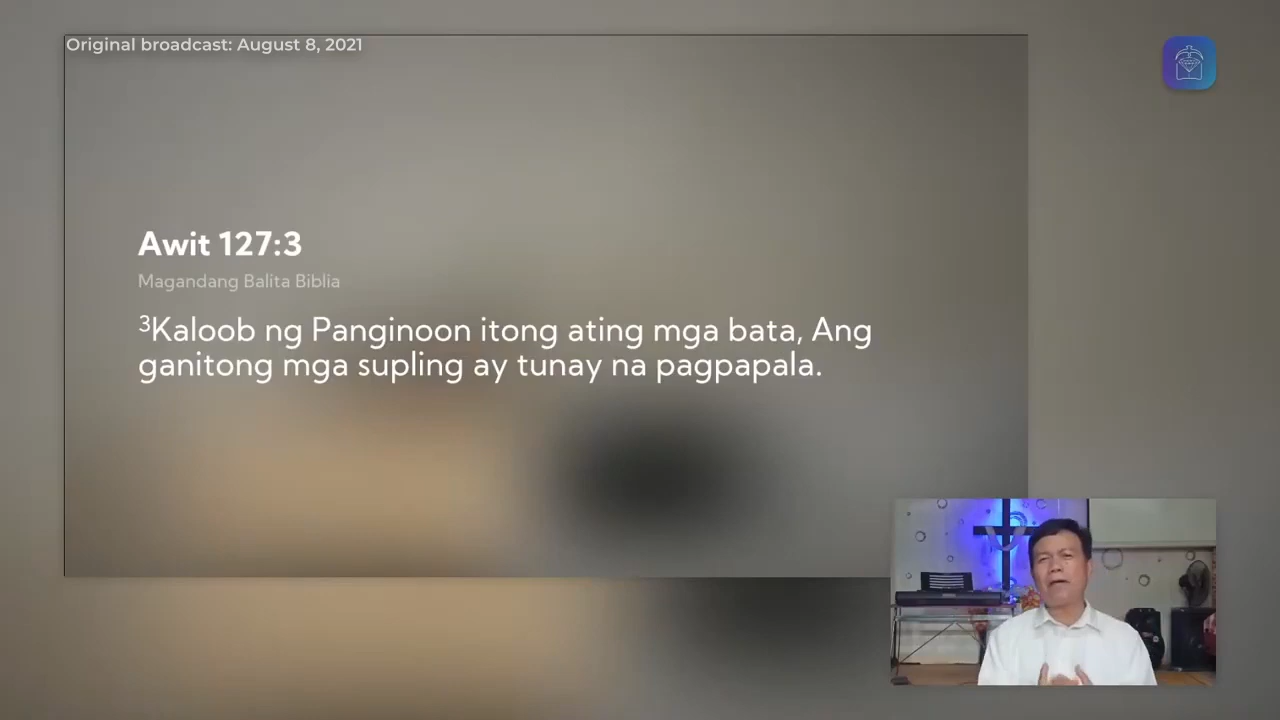 Original broadcast: August 8, 2021
Awit 127:3
Magandang Balita Biblia
³Kaloob ng Panginoon itong ating mga bata, Ang
ganitong mga supling ay tunay na pagpapala.